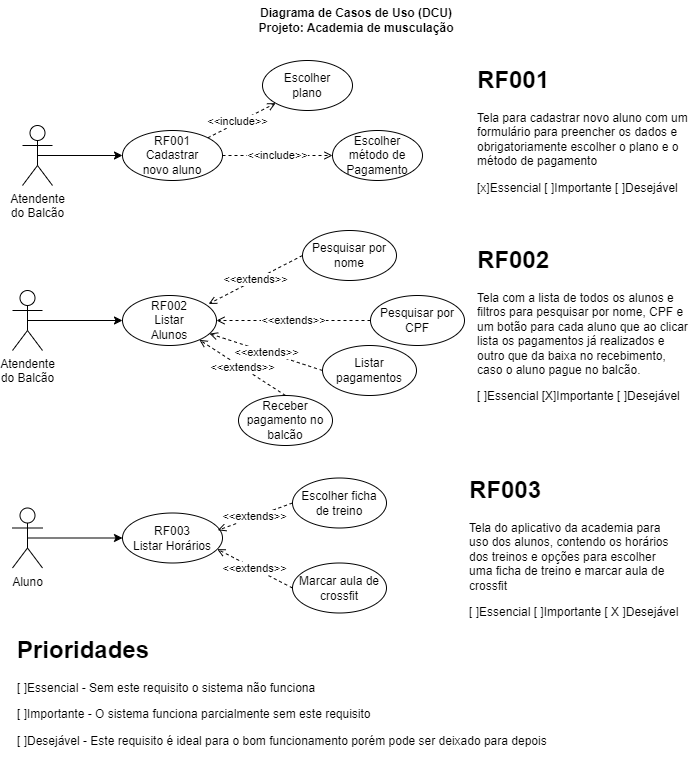 Diagrama de Casos de Uso (DCU)
Projeto: Academia de musculação
Escolher
plano
<<include>>
RF001
Cadastrar
novo aluno
<<include>>
Escolher
método de
Pagamento
Atendente
do Balcão
RF001
Tela para cadastrar novo aluno com um
formulário para preencher os dados e
obrigatoriamente escolher o plano e o
método de pagamento
[x]Essencial [ ]Importante [ ]Desejável
Pesquisar por
nome
<<extends>>
RF002
Listar
Alunos
<<extends>>
Pesquisar por
CPF
<<extends>>
Listar
pagamentos
<<extends>>
Receber
pagamento no
balcão
Atendente
do Balcão
RF002
Tela com a lista de todos os alunos e
filtros para pesquisar por nome, CPF e
um botão para cada aluno que ao clicar
lista os pagamentos já realizados e
outro que da baixa no recebimento,
caso o aluno pague no balcão.
[ ]Essencial [X]Importante [ ]Desejável
Escolher ficha
de treino
<<extends>>
RF003
Listar Horários
<<extends>>
Marcar aula de
crossfit
Aluno
RF003
Tela do aplicativo da academia para
uso dos alunos, contendo os horários
dos treinos e opções para escolher
uma ficha de treino e marcar aula de
crossfit
[ ]Essencial [ ]Importante [ X ]Desejável
Prioridades
[ ]Essencial - Sem este requisito o sistema não funciona
[ ]Importante - O sistema funciona parcialmente sem este requisito
[ ]Desejável - Este requisito é ideal para o bom funcionamento porém pode ser deixado para depois